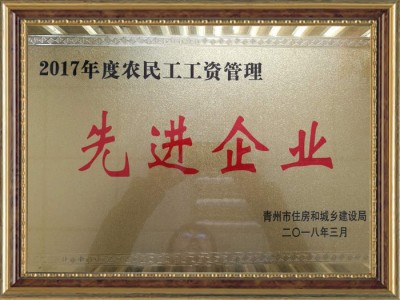 2017年度农民工工资管理
先进企业
青州市住房和城乡建设局
二〇一八年三月